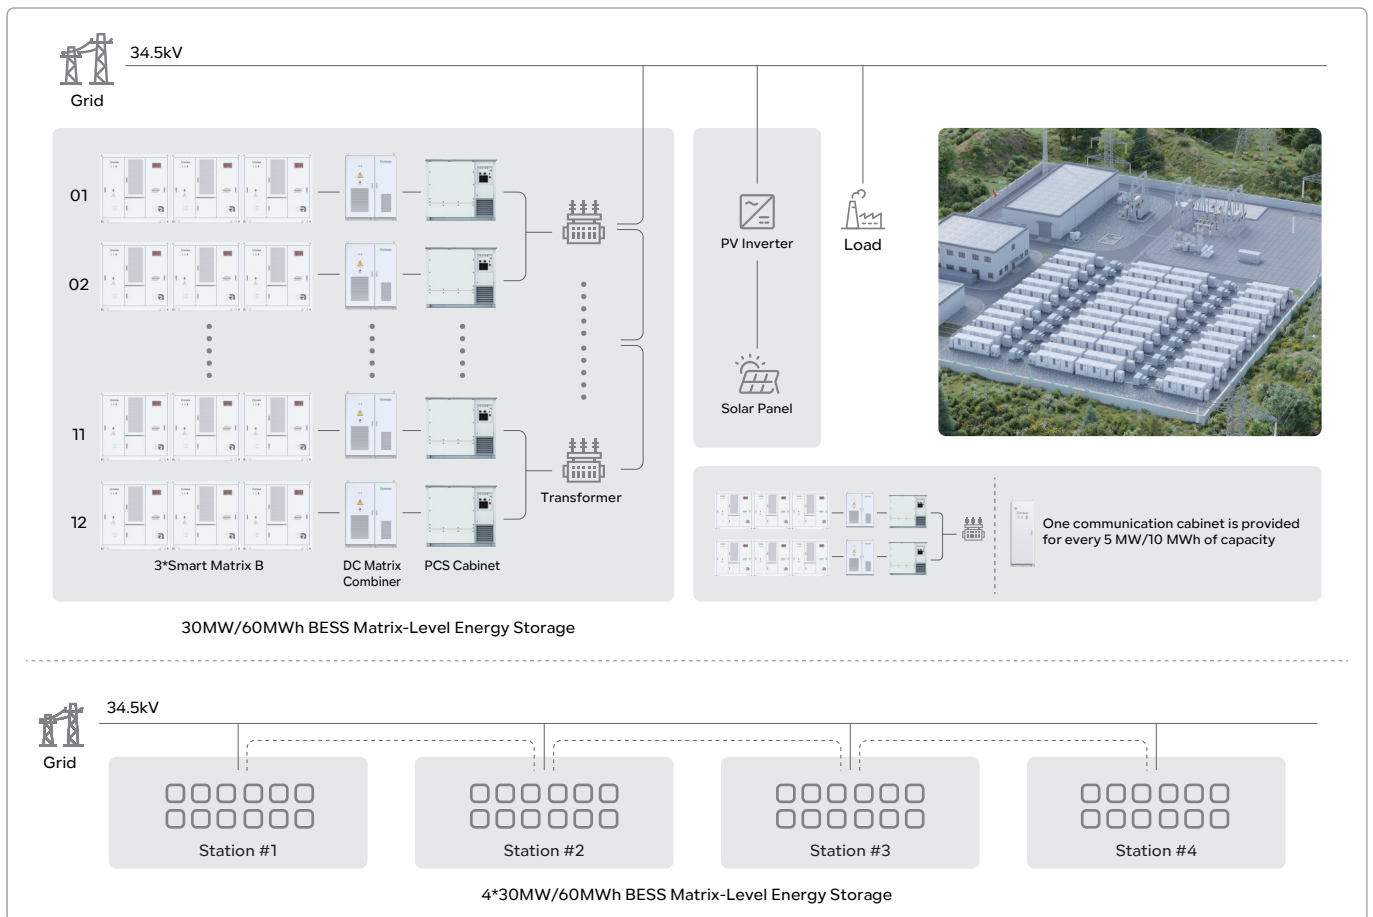 34.5kV
Grid
01
02
11
12
3*Smart Matrix B
DC Matrix
Combiner
PCS Cabinet
Transformer
30MW/60MWh BESS Matrix-Level Energy Storage
PV Inverter
Solar Panel
Load
One communication cabinet is provided
for every 5 MW/10 MWh of capacity
34.5kV
Grid
Station #1
Station #2
Station #3
Station #4
4*30MW/60MWh BESS Matrix-Level Energy Storage